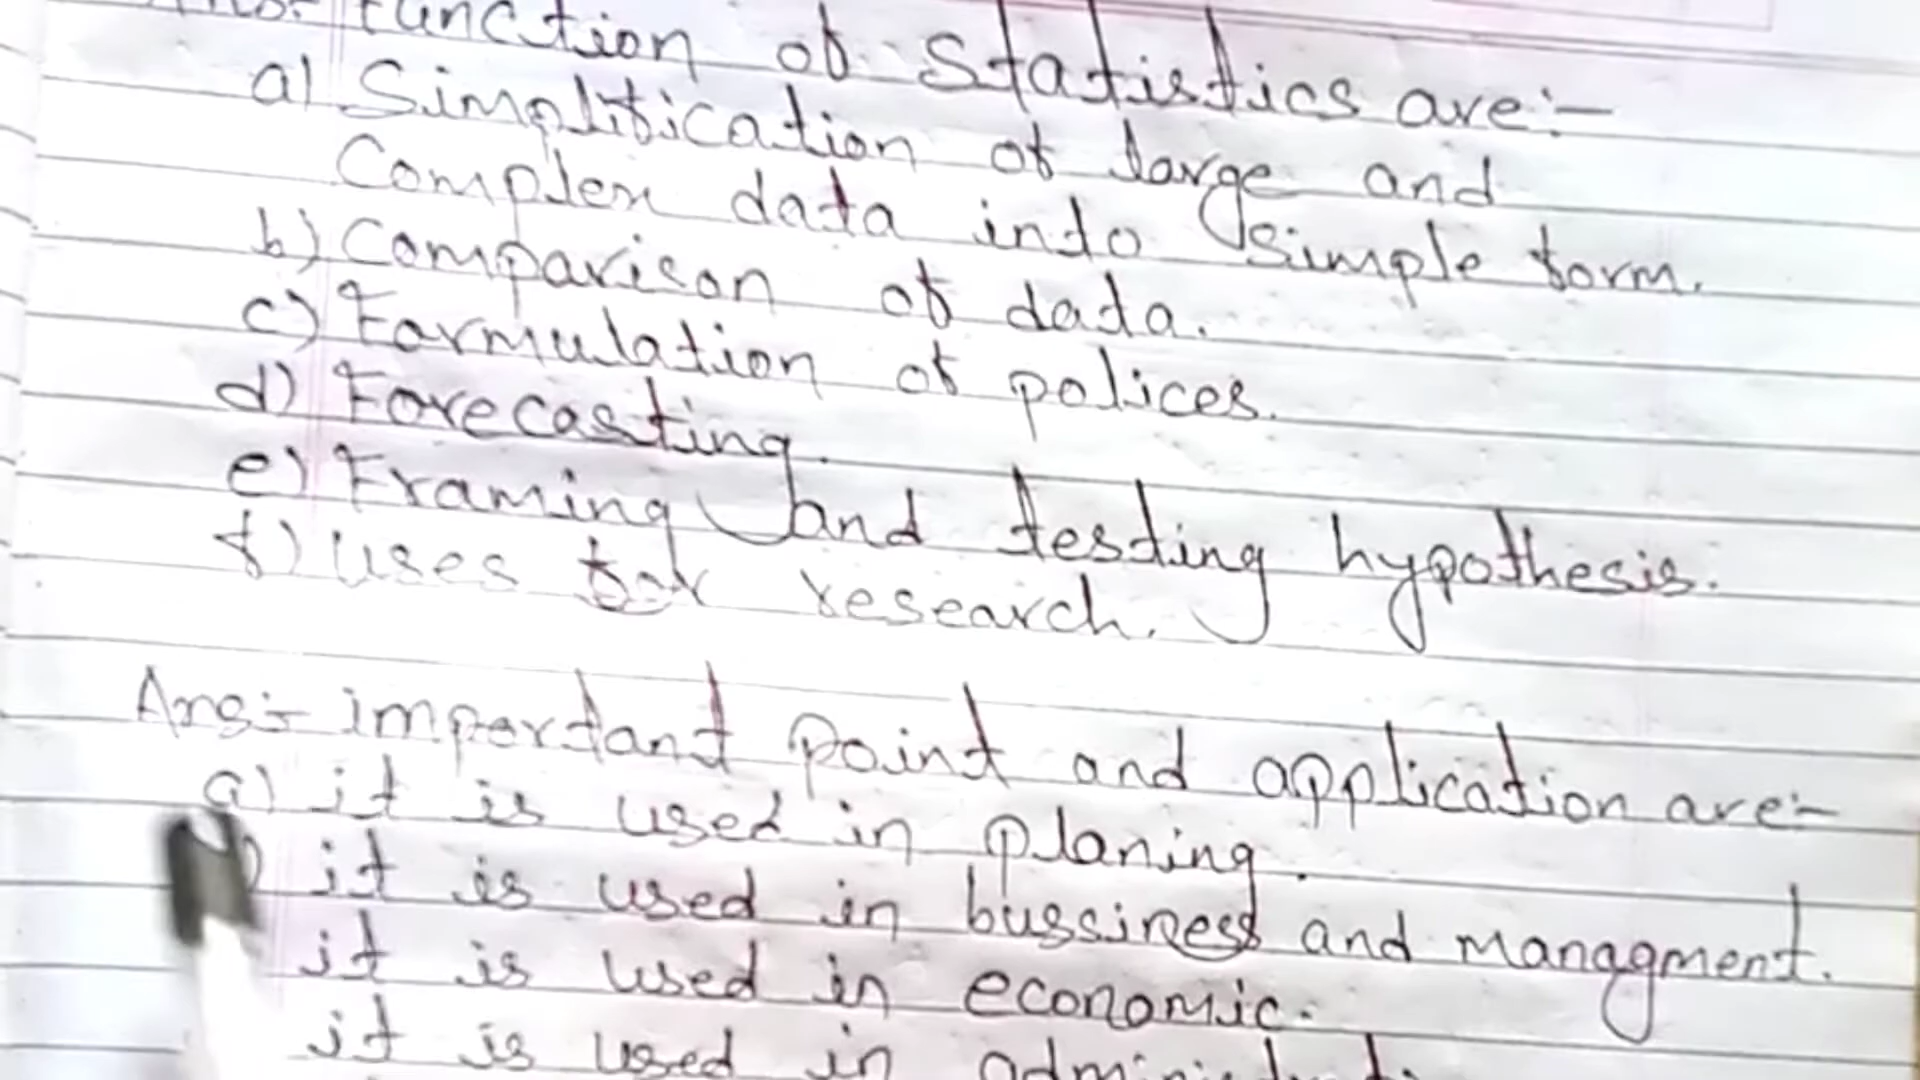 function of Statistics are:-
a) Simplification of large and
Complex data into simple form.
b) Comparison of data.
c) Formulation of polices.
d) Forecasting.
e) Framing and testing hypothesis.
f) uses for research.
Ans:- important point and application are:-
a) it is used in planing.
it is used in bussiness and managment.
it is used in economic.
it is used in